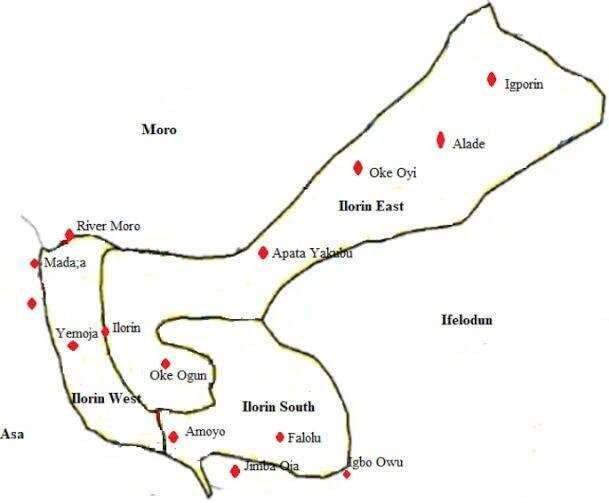 Igporin
Moro
Alade
Oke Oyi
Ilorin East
River Moro
Apata Yakubu
Mada;a
Ifelodun
Ilorin
Yemoja
Oke Ogun
Ilorin West
Ilorin South
Asa
Amoyo
Falolu
Jimba Oja
Igbo Owu